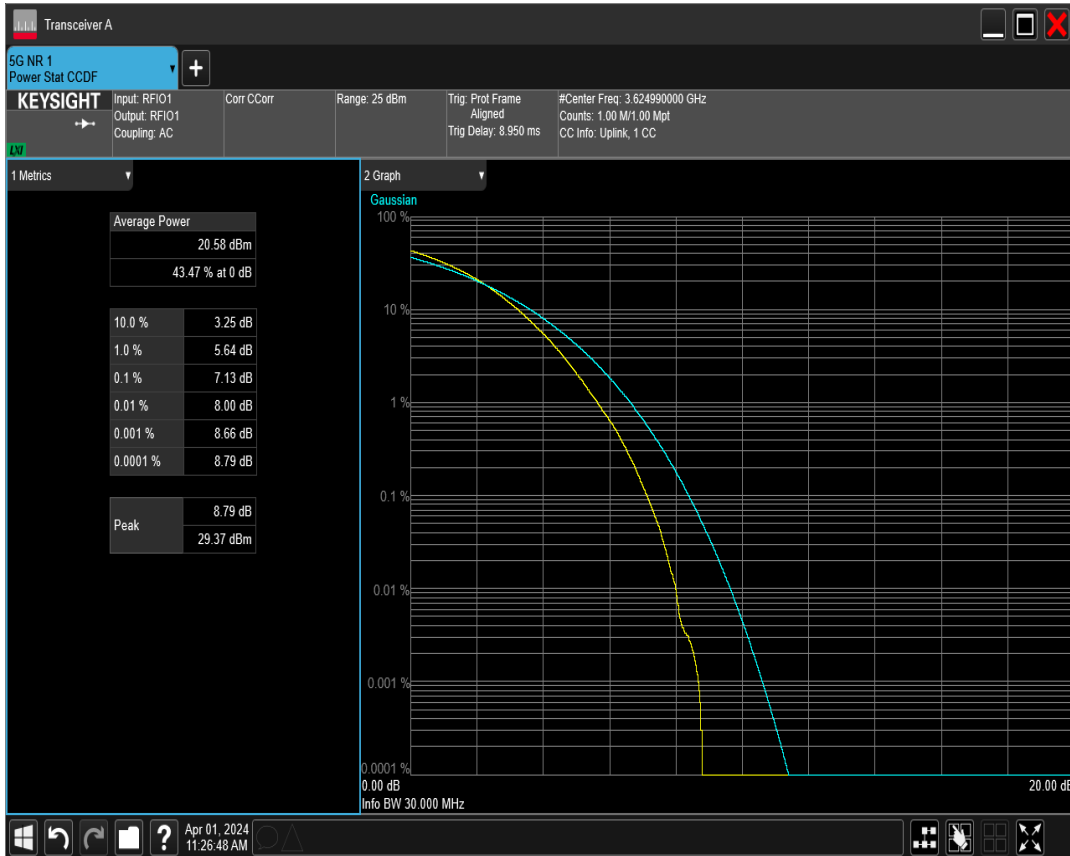 Transceiver A
5G NR 1
Power Stat CCDF
KEYSIGHT
LXI
Input: RFIO1
Output: RFIO1
Coupling: AC
Corr CCorr
Range: 25 dBm
Trig: Prot Frame
Aligned
Trig Delay: 8.950 ms
#Center Freq: 3.624990000 GHz
Counts: 1.00 M/1.00 Mpt
CC Info: Uplink, 1 CC
1 Metrics
Average Power
20.58 dBm
43.47 % at 0 dB
10.0 % 3.25 dB
1.0 % 5.64 dB
0.1 % 7.13 dB
0.01 % 8.00 dB
0.001 % 8.66 dB
0.0001 % 8.79 dB
Peak
8.79 dB
29.37 dBm
2 Graph
Gaussian
100 %
10 %
1 %
0.1 %
0.01 %
0.001 %
0.0001 %
0.00 dB 20.00 dB
Info BW 30.000 MHz
Apr 01, 2024
11:26:48 AM